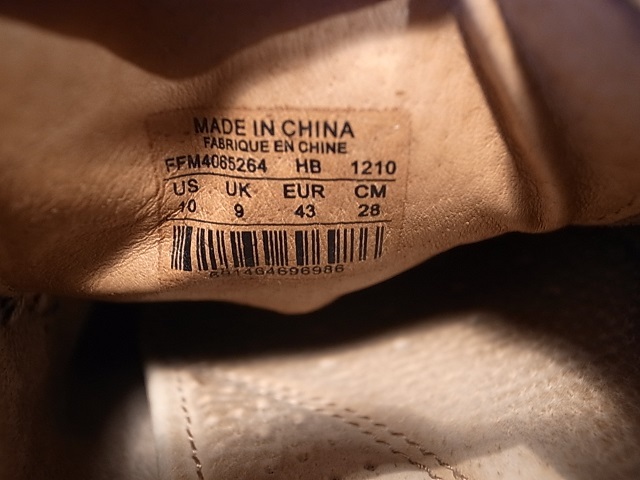 MADE IN CHINA
FABRIQUE EN CHINE
FFM4065264 HB 1210
US UK EUR CM
10 9 43 28